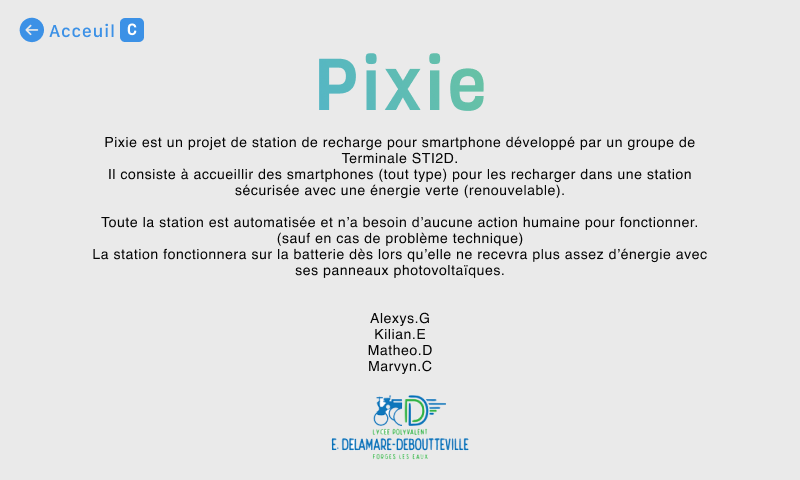 Acceuil C
Pixie
Pixie est un projet de station de recharge pour smartphone développé par un groupe de
Terminale STI2D.
Il consiste à accueillir des smartphones (tout type) pour les recharger dans une station
sécurisée avec une énergie verte (renouvelable).
Toute la station est automatisée et n’a besoin d’aucune action humaine pour fonctionner.
(sauf en cas de problème technique)
La station fonctionnera sur la batterie dès lors qu’elle ne recevra plus assez d’énergie avec
ses panneaux photovoltaïques.
Alexys.G
Kilian.E
Matheo.D
Marvyn.C
LYCÉE POLYVALENT
E. DELAMARE-DEBOUTTEVILLE
FORGES LES EAUX